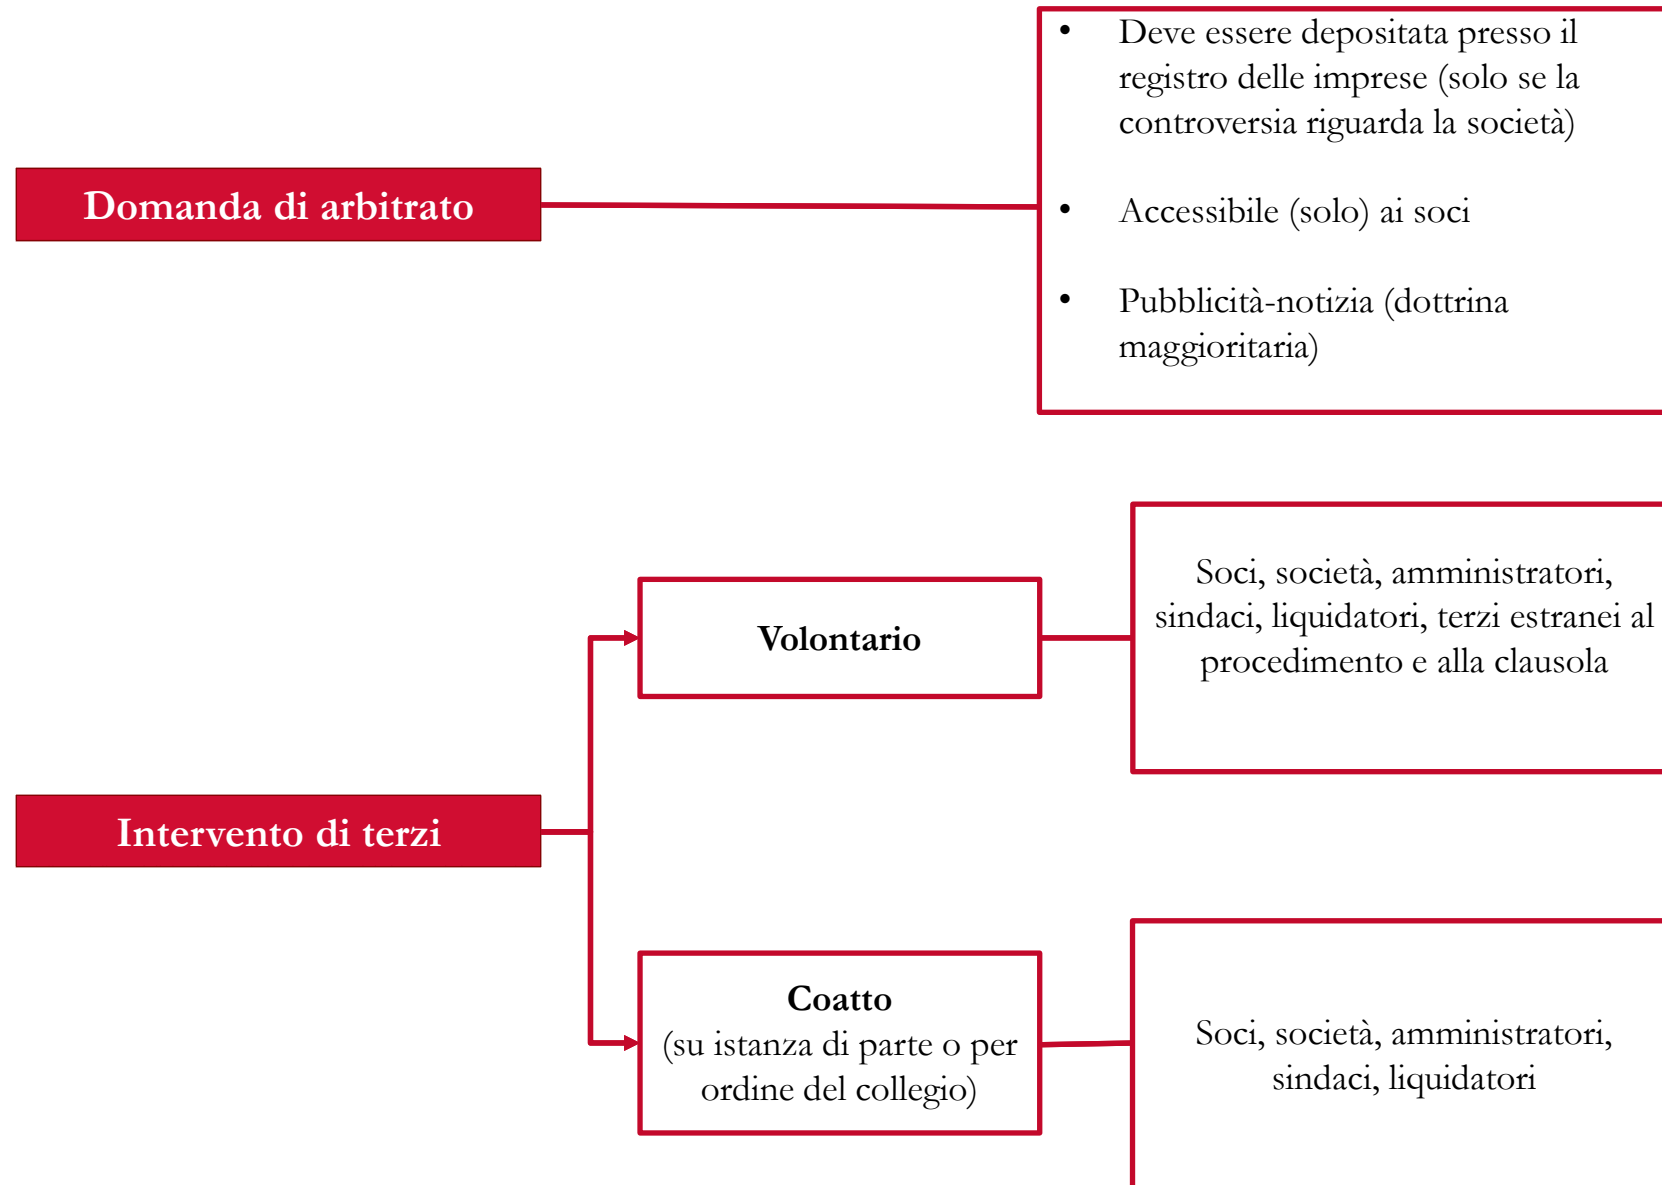 • Deve essere depositata presso il
registro delle imprese (solo se la
controversia riguarda la società)
Domanda di arbitrato
• Accessibile (solo) ai soci
• Pubblicità-notizia (dottrina
maggioritaria)
Volontario
Soci, società, amministratori,
sindaci, liquidatori, terzi estranei al
procedimento e alla clausola
Intervento di terzi
Coatto
(su istanza di parte o per
ordine del collegio)
Soci, società, amministratori,
sindaci, liquidatori